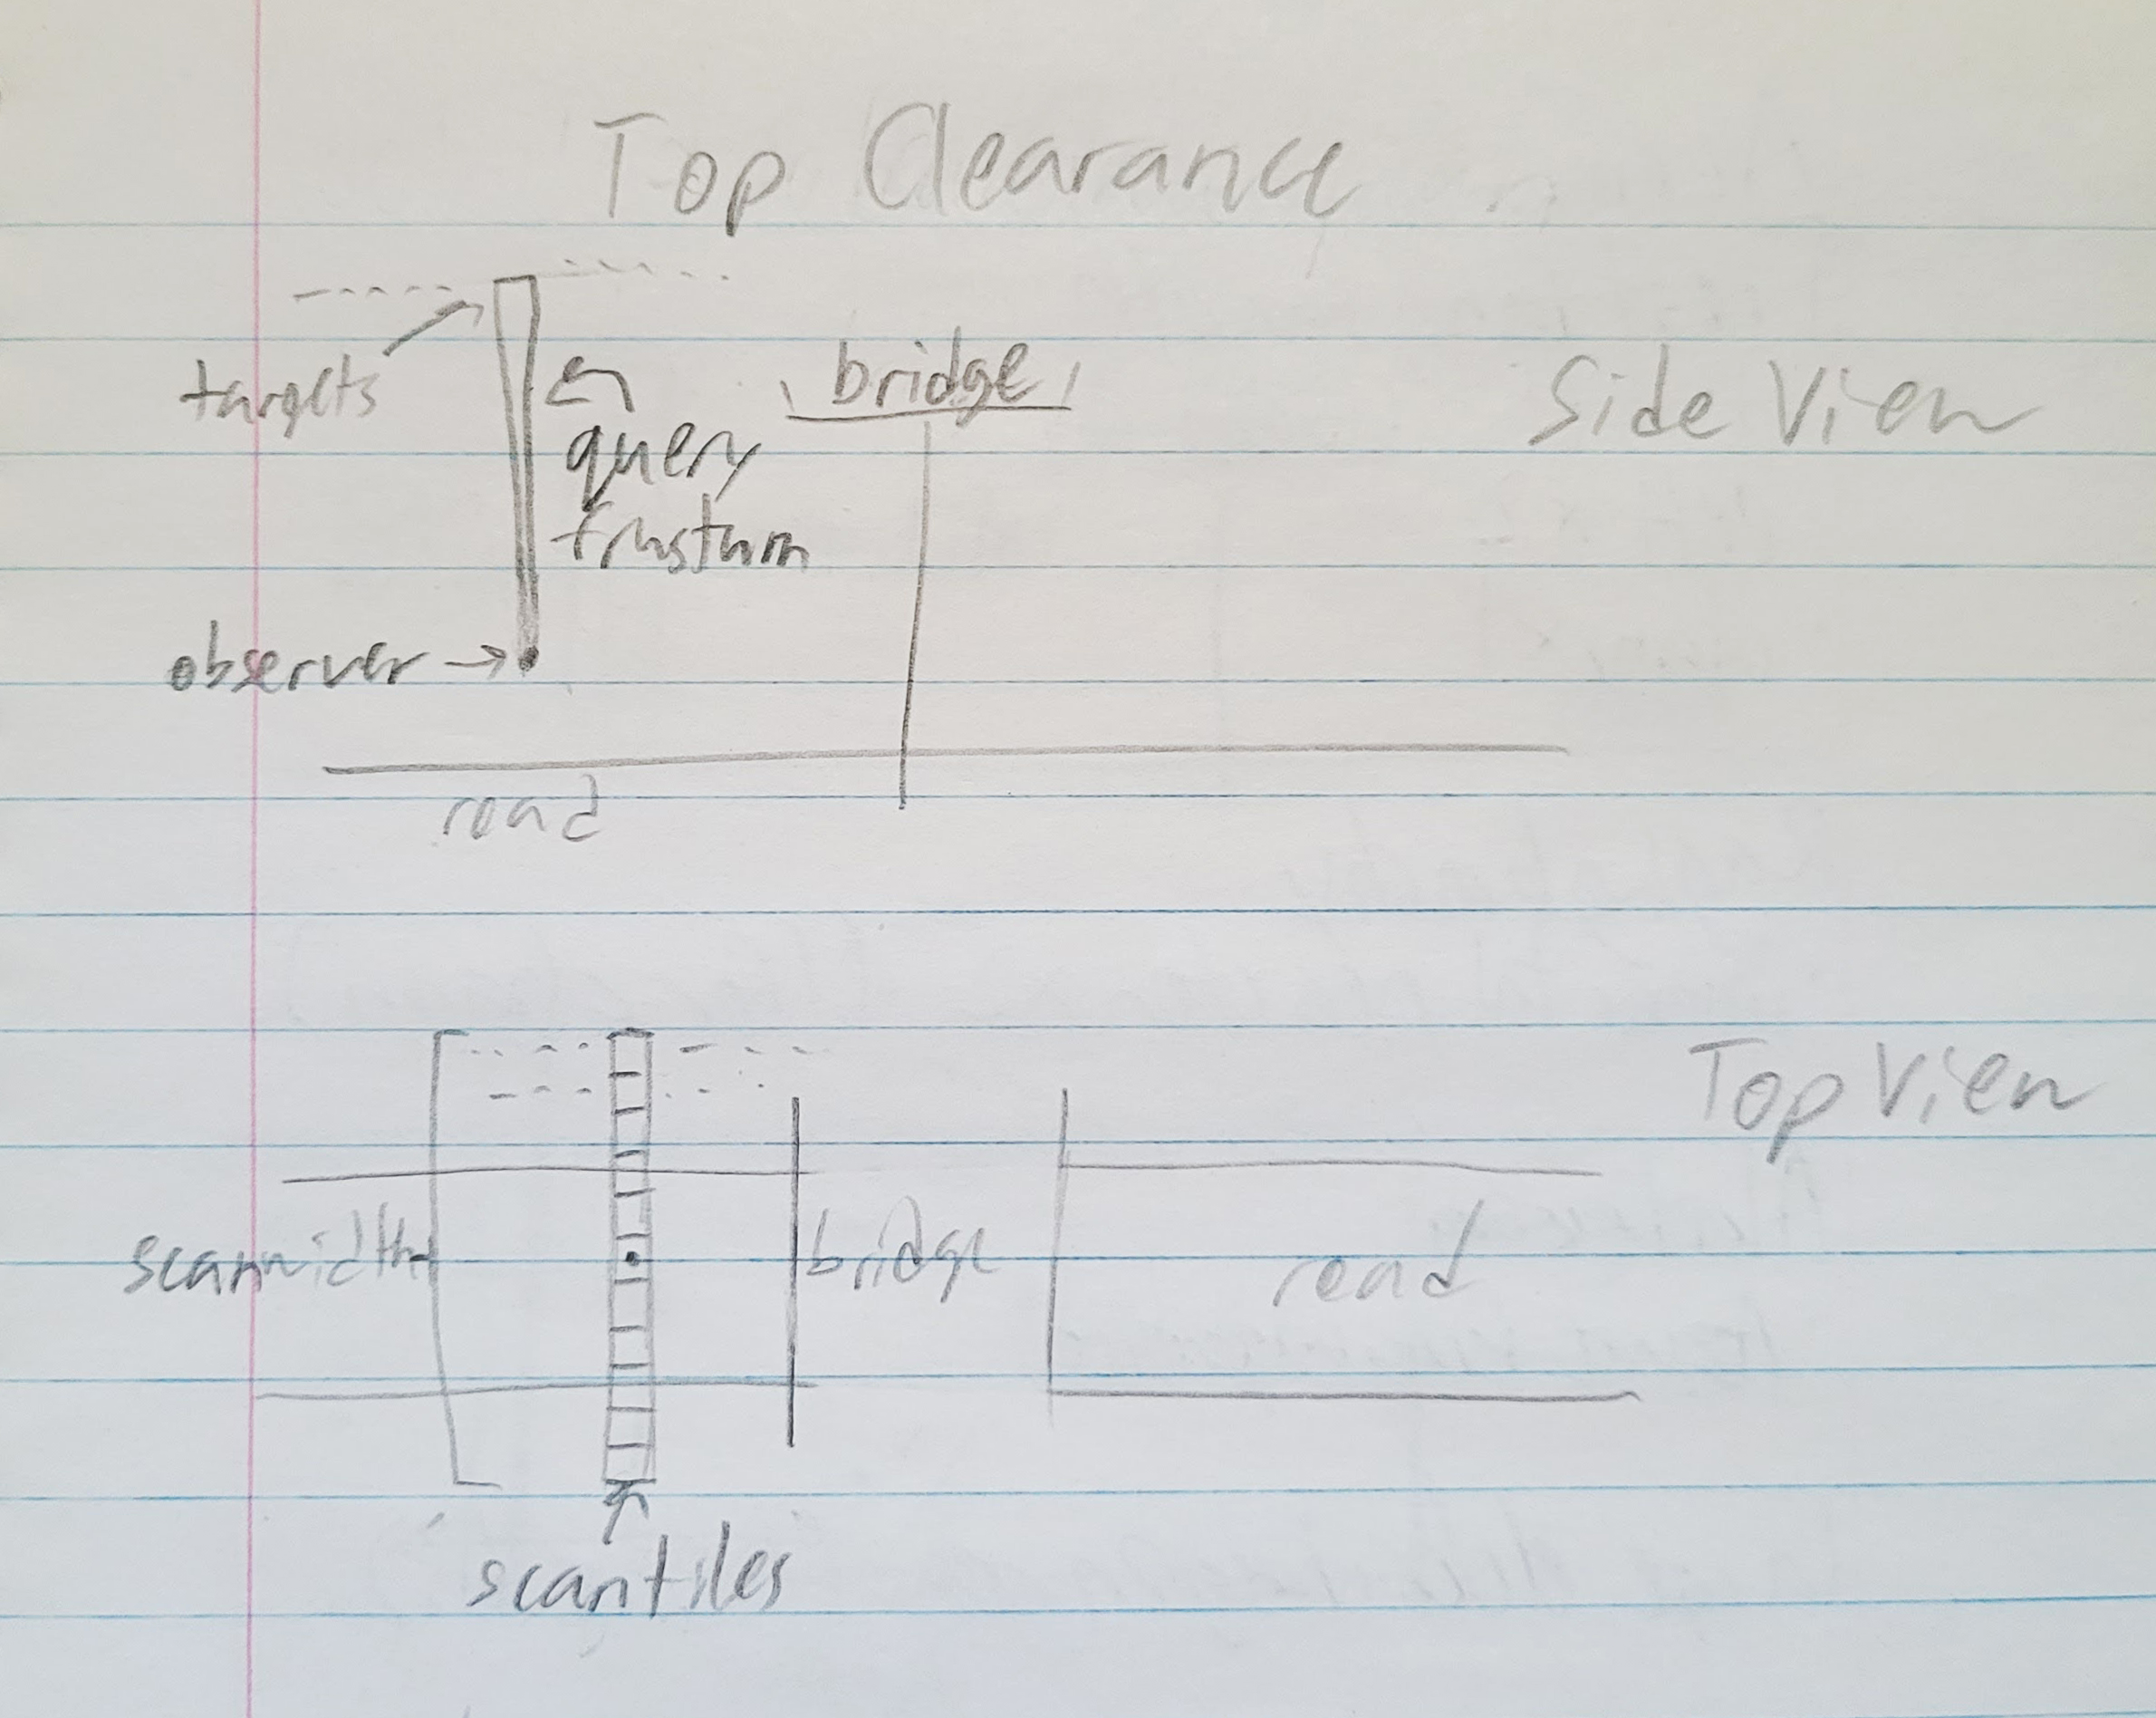 Top Clearance
targets
bridge
Side View
query
frustum
observer
road
Top View
scanwidth
bridge
road
scantiles